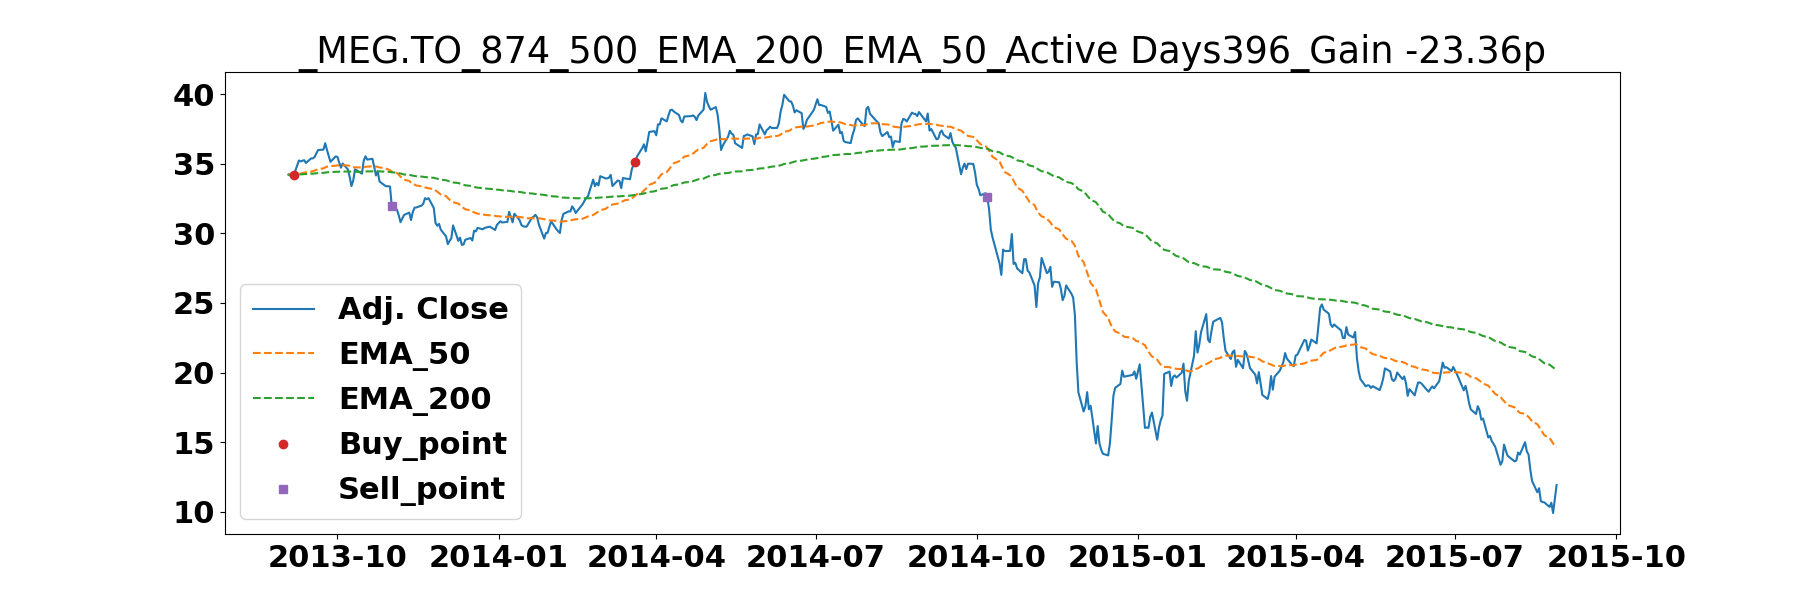 _MEG.TO_874_500_EMA_200_EMA_50_Active Days396_Gain -23.36p
40
35
30
25
20
15
10
Adj. Close
EMA_50
EMA_200
Buy_point
Sell_point
2013-10 2014-01 2014-04 2014-07 2014-10 2015-01 2015-04 2015-07 2015-10